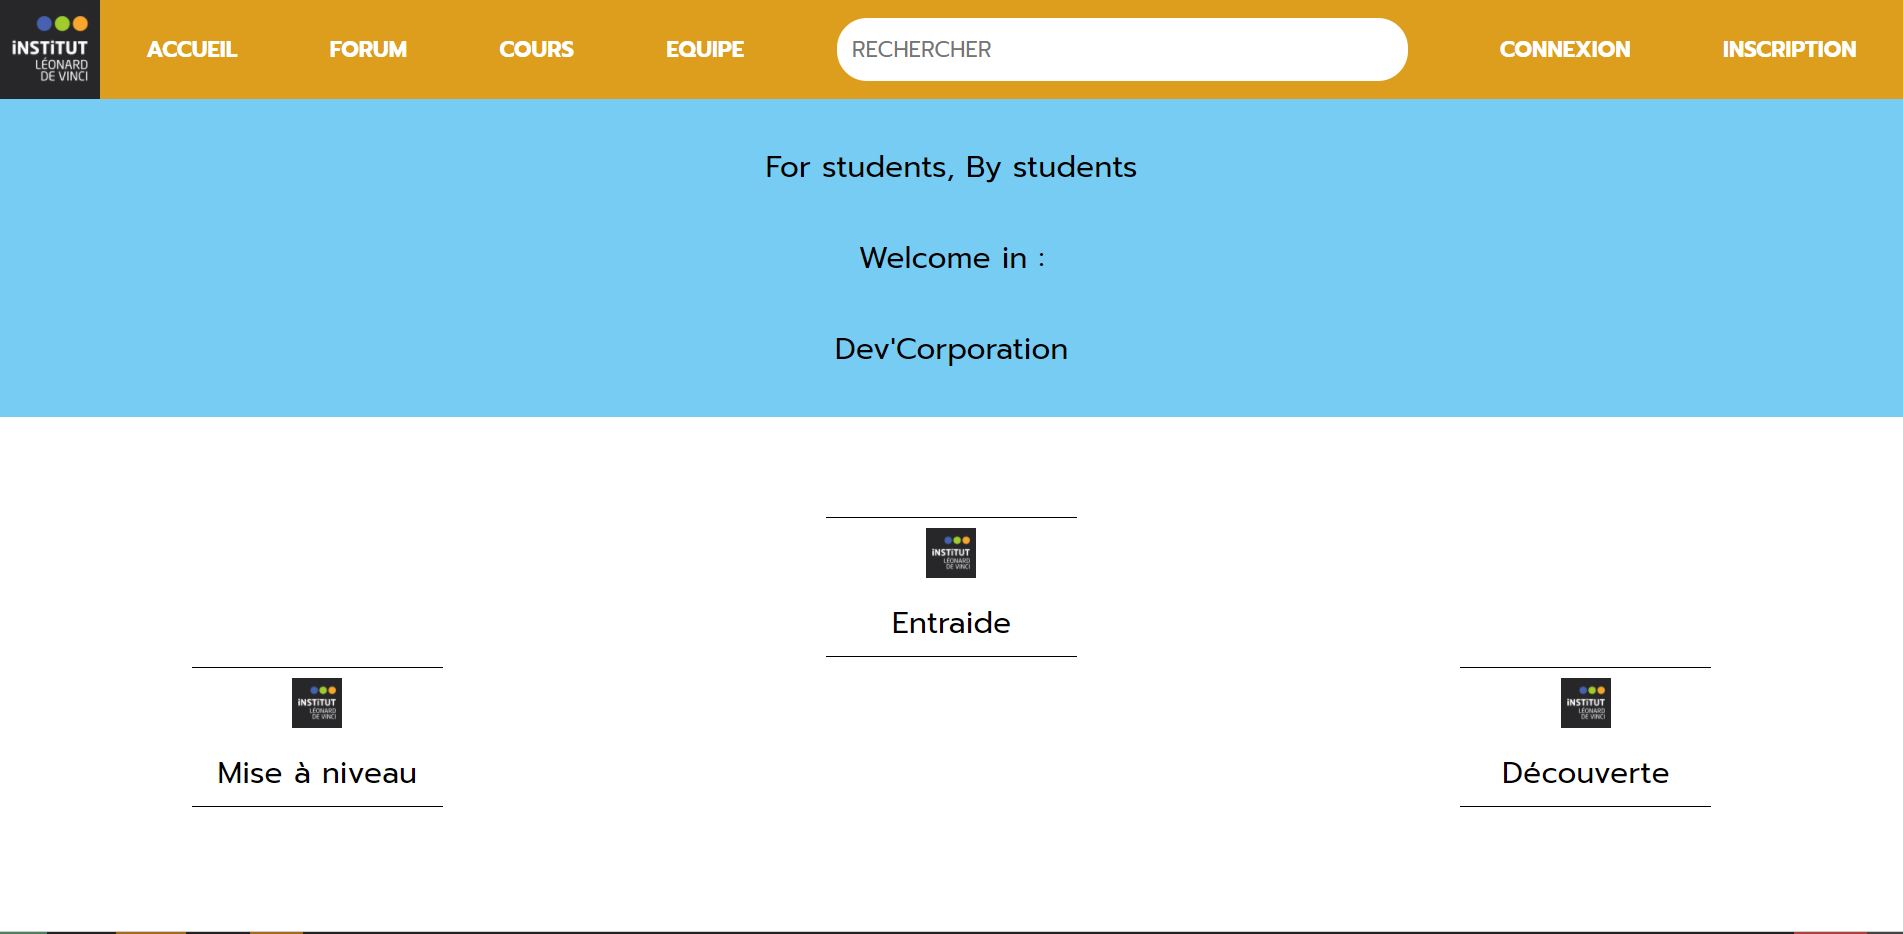 iNSTiTUT
LÉONARD
DE VINCI
ACCUEIL FORUM COURS EQUIPE RECHERCHER CONNEXION INSCRIPTION
For students, By students
Welcome in :
Dev'Corporation
iNSTiTUT
LÉONARD
DE VINCI
Entraide
iNSTiTUT
LÉONARD
DE VINCI
Mise à niveau
iNSTiTUT
LÉONARD
DE VINCI
Découverte